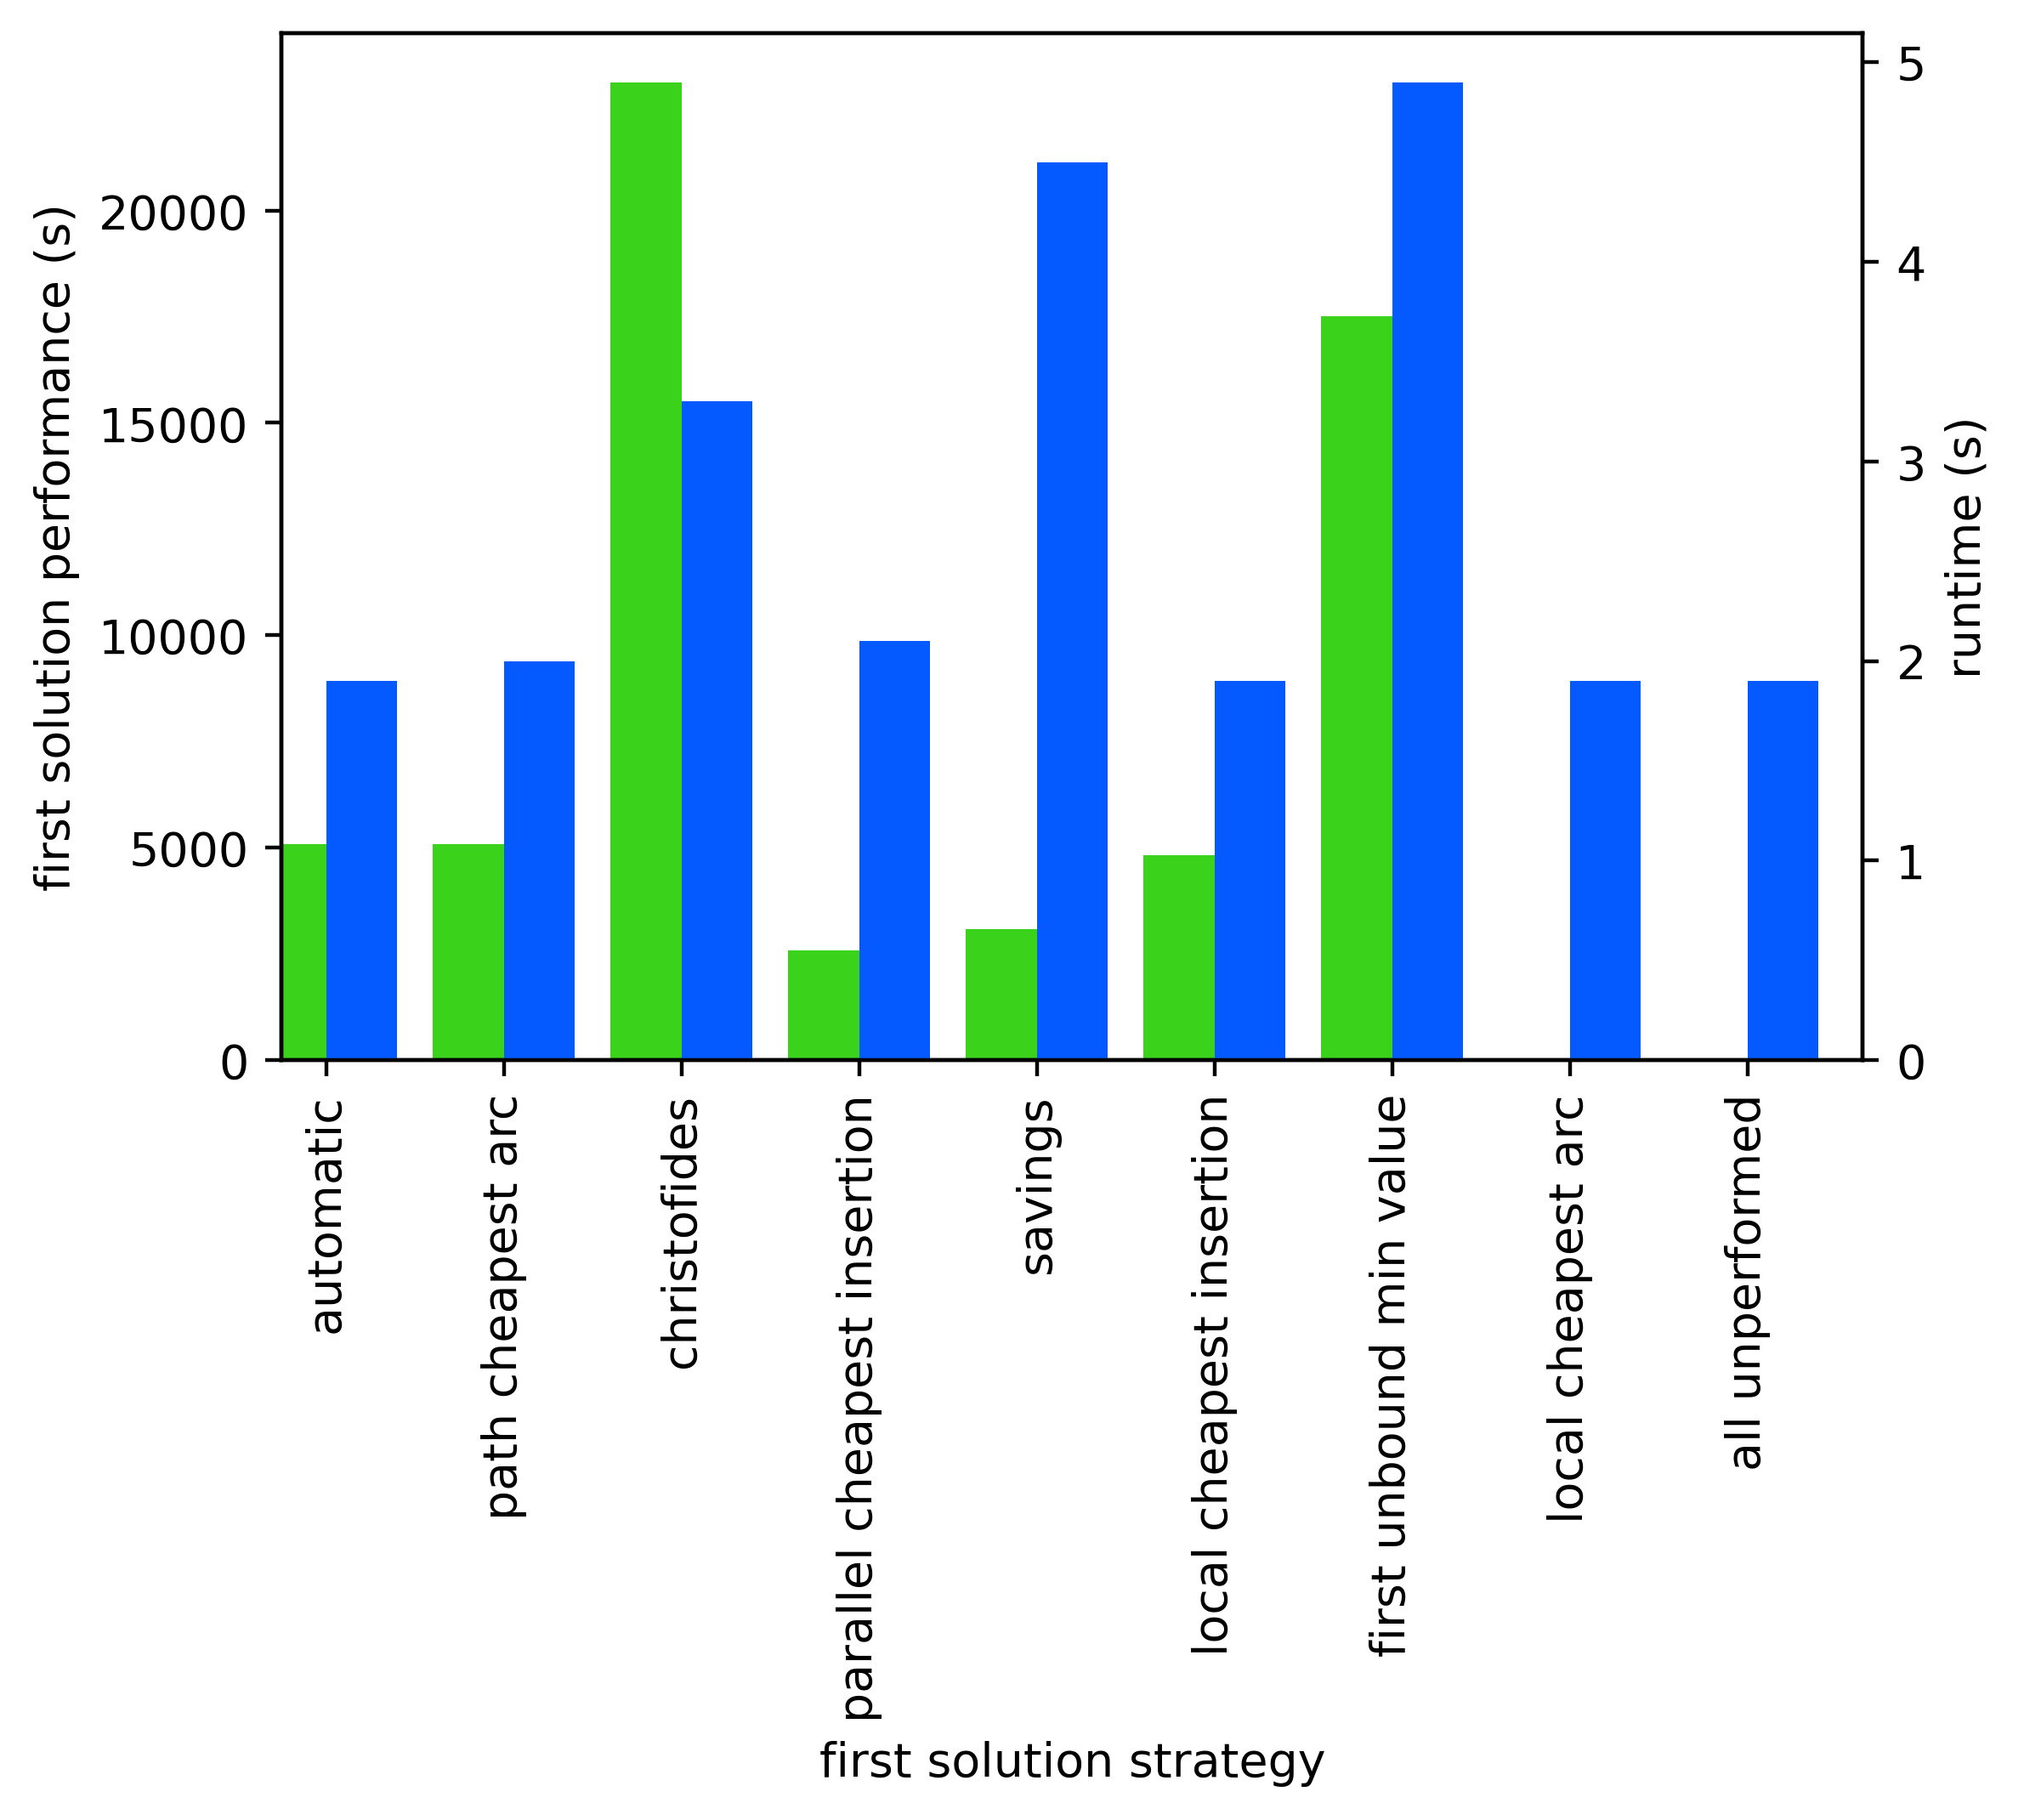 first solution performance (s)
20000
15000
10000
5000
0
5
4
3
2
1
0
runtime (s)
automatic
path cheapest arc
christofides
parallel cheapest insertion
savings
local cheapest insertion
first unbound min value
local cheapest arc
all unperformed
first solution strategy